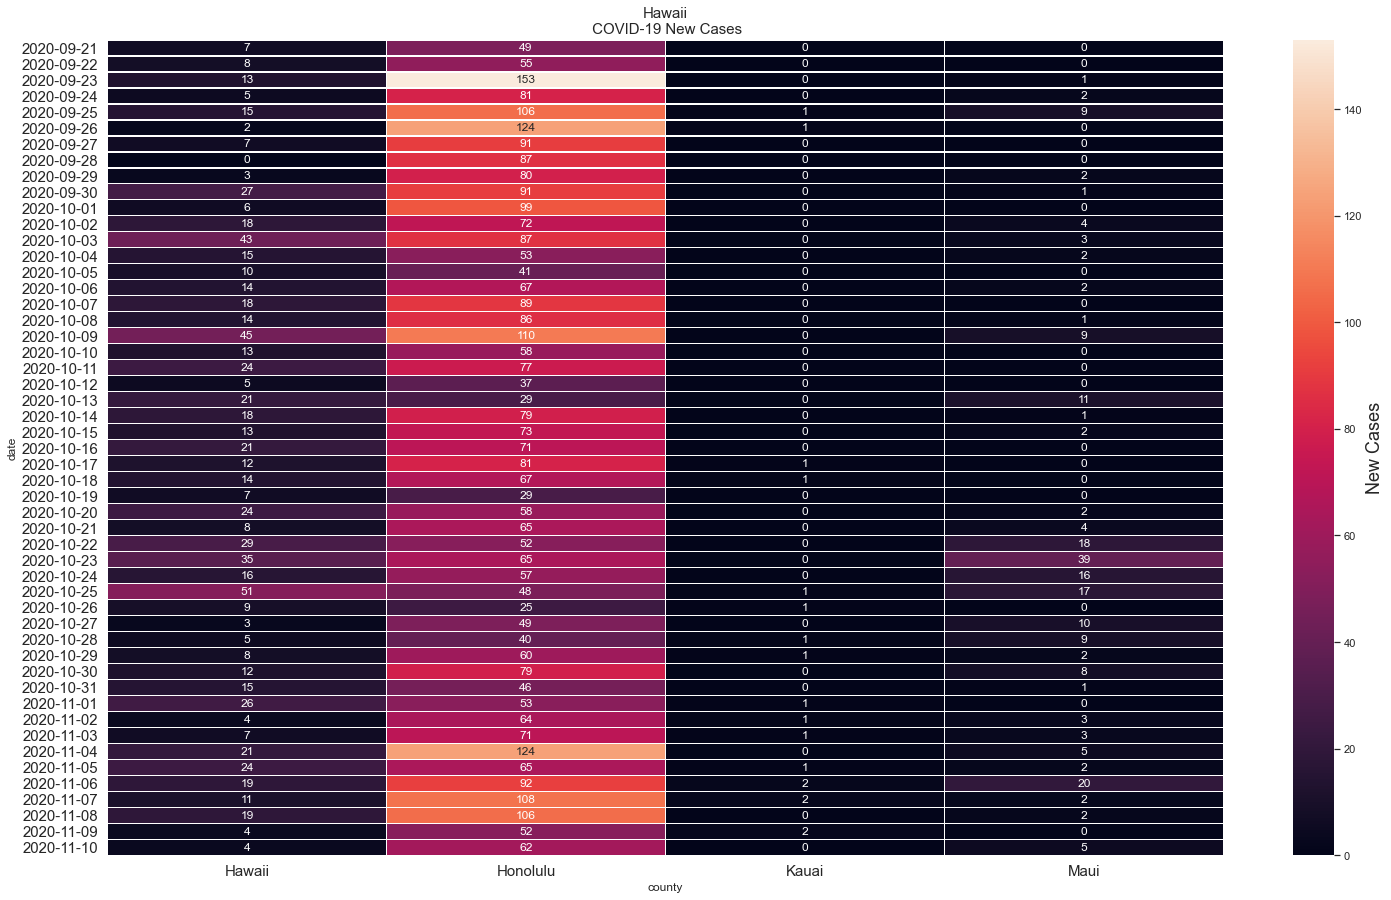 Hawaii
COVID-19 New Cases
2020-09-21 7 49 0 0
2020-09-22 8 55 0 0
2020-09-23 13 153 0 1
2020-09-24 5 81 0 2
2020-09-25 15 106 1 9
2020-09-26 2 124 1 0
2020-09-27 7 91 0 0
2020-09-28 0 87 0 0
2020-09-29 3 80 0 2
2020-09-30 27 91 0 1
2020-10-01 6 99 0 0
2020-10-02 18 72 0 4
2020-10-03 43 87 0 3
2020-10-04 15 53 0 2
2020-10-05 10 41 0 0
2020-10-06 14 67 0 2
2020-10-07 18 89 0 0
2020-10-08 14 86 0 1
2020-10-09 45 110 0 9
2020-10-10 13 58 0 0
2020-10-11 24 77 0 0
2020-10-12 5 37 0 0
2020-10-13 21 29 0 11
2020-10-14 18 79 0 1
2020-10-15 13 73 0 2
2020-10-16 21 71 0 0
2020-10-17 12 81 1 0
2020-10-18 14 67 1 0
2020-10-19 7 29 0 0
2020-10-20 24 58 0 2
2020-10-21 8 65 0 4
2020-10-22 29 52 0 18
2020-10-23 35 65 0 39
2020-10-24 16 57 0 16
2020-10-25 51 48 1 17
2020-10-26 9 25 1 0
2020-10-27 3 49 0 10
2020-10-28 5 40 1 9
2020-10-29 8 60 1 2
2020-10-30 12 79 0 8
2020-10-31 15 46 0 1
2020-11-01 26 53 1 0
2020-11-02 4 64 1 3
2020-11-03 7 71 1 3
2020-11-04 21 124 0 5
2020-11-05 24 65 1 2
2020-11-06 19 92 2 20
2020-11-07 11 108 2 2
2020-11-08 19 106 0 2
2020-11-09 4 52 2 0
2020-11-10 4 62 0 5
Hawaii Honolulu Kauai Maui
county
date
140
120
100
80
60
40
20
0
New Cases